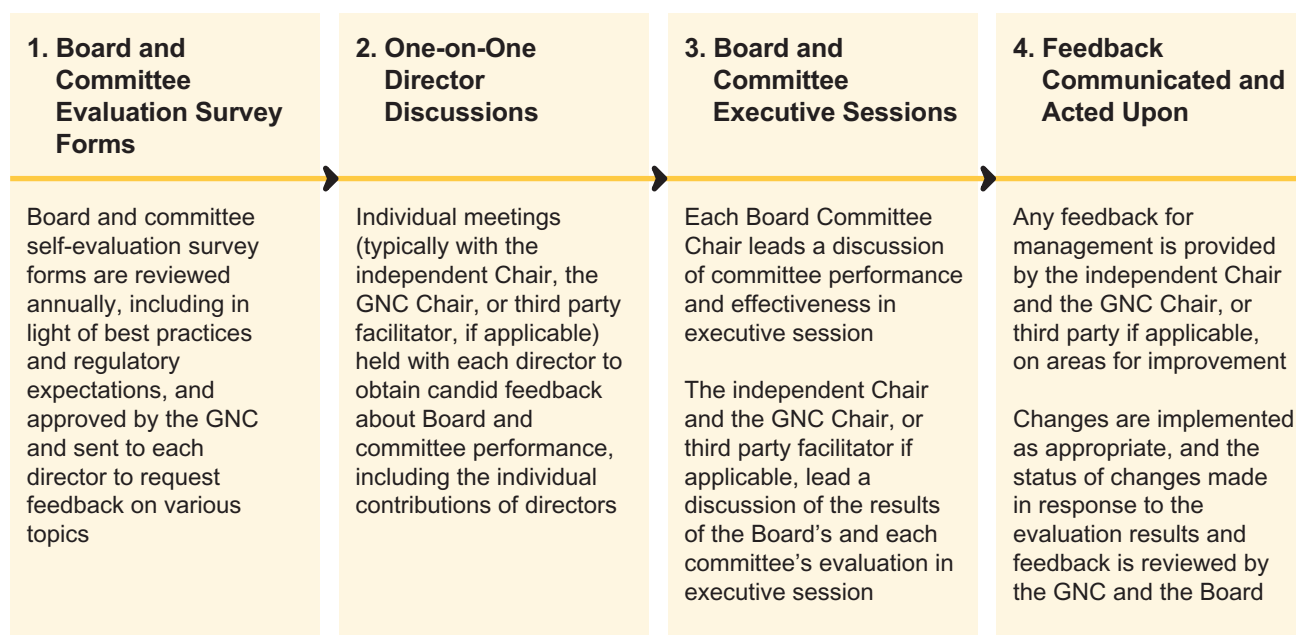 1. Board and
Committee
Evaluation Survey
Forms
Board and committee
self-evaluation survey
forms are reviewed
annually, including in
light of best practices
and regulatory
expectations, and
approved by the GNC
and sent to each
director to request
feedback on various
topics
2. One-on-One
Director
Discussions
Individual meetings
(typically with the
independent Chair, the
GNC Chair, or third party
facilitator, if applicable)
held with each director to
obtain candid feedback
about Board and
committee performance,
including the individual
contributions of directors
3. Board and
Committee
Executive Sessions
Each Board Committee
Chair leads a discussion
of committee performance
and effectiveness in
executive session
The independent Chair
and the GNC Chair, or
third party facilitator if
applicable, lead a
discussion of the results
of the Board’s and each
committee’s evaluation in
executive session
4. Feedback
Communicated and
Acted Upon
Any feedback for
management is provided
by the independent Chair
and the GNC Chair, or
third party if applicable,
on areas for improvement
Changes are implemented
as appropriate, and the
status of changes made
in response to the
evaluation results and
feedback is reviewed by
the GNC and the Board